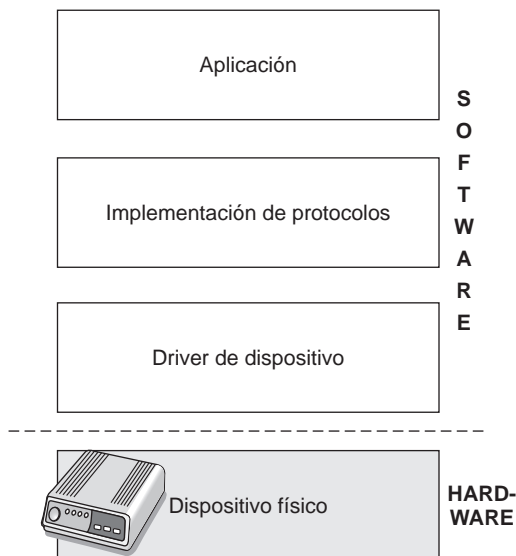 Aplicación
S
O
F
T
W
A
R
E
Implementación de protocolos
Driver de dispositivo
Dispositivo físico
HARD-
WARE